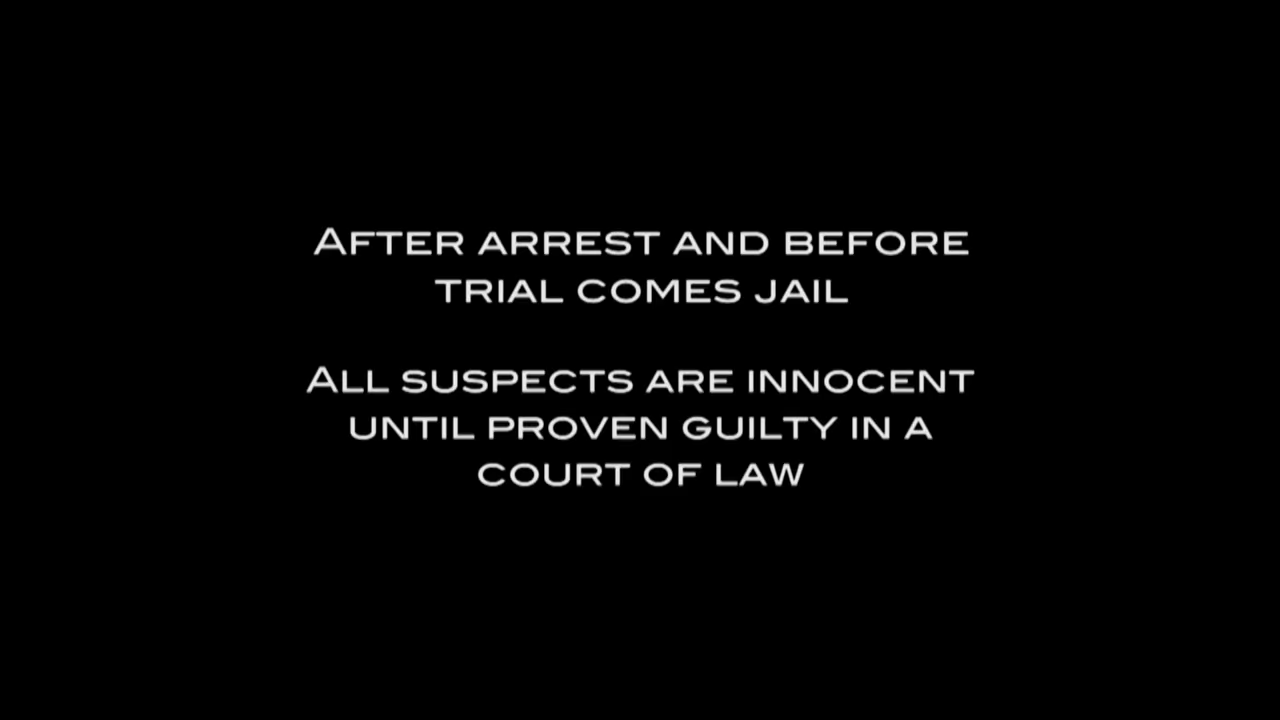 AFTER ARREST AND BEFORE
TRIAL COMES JAIL
ALL SUSPECTS ARE INNOCENT
UNTIL PROVEN GUILTY IN A
COURT OF LAW